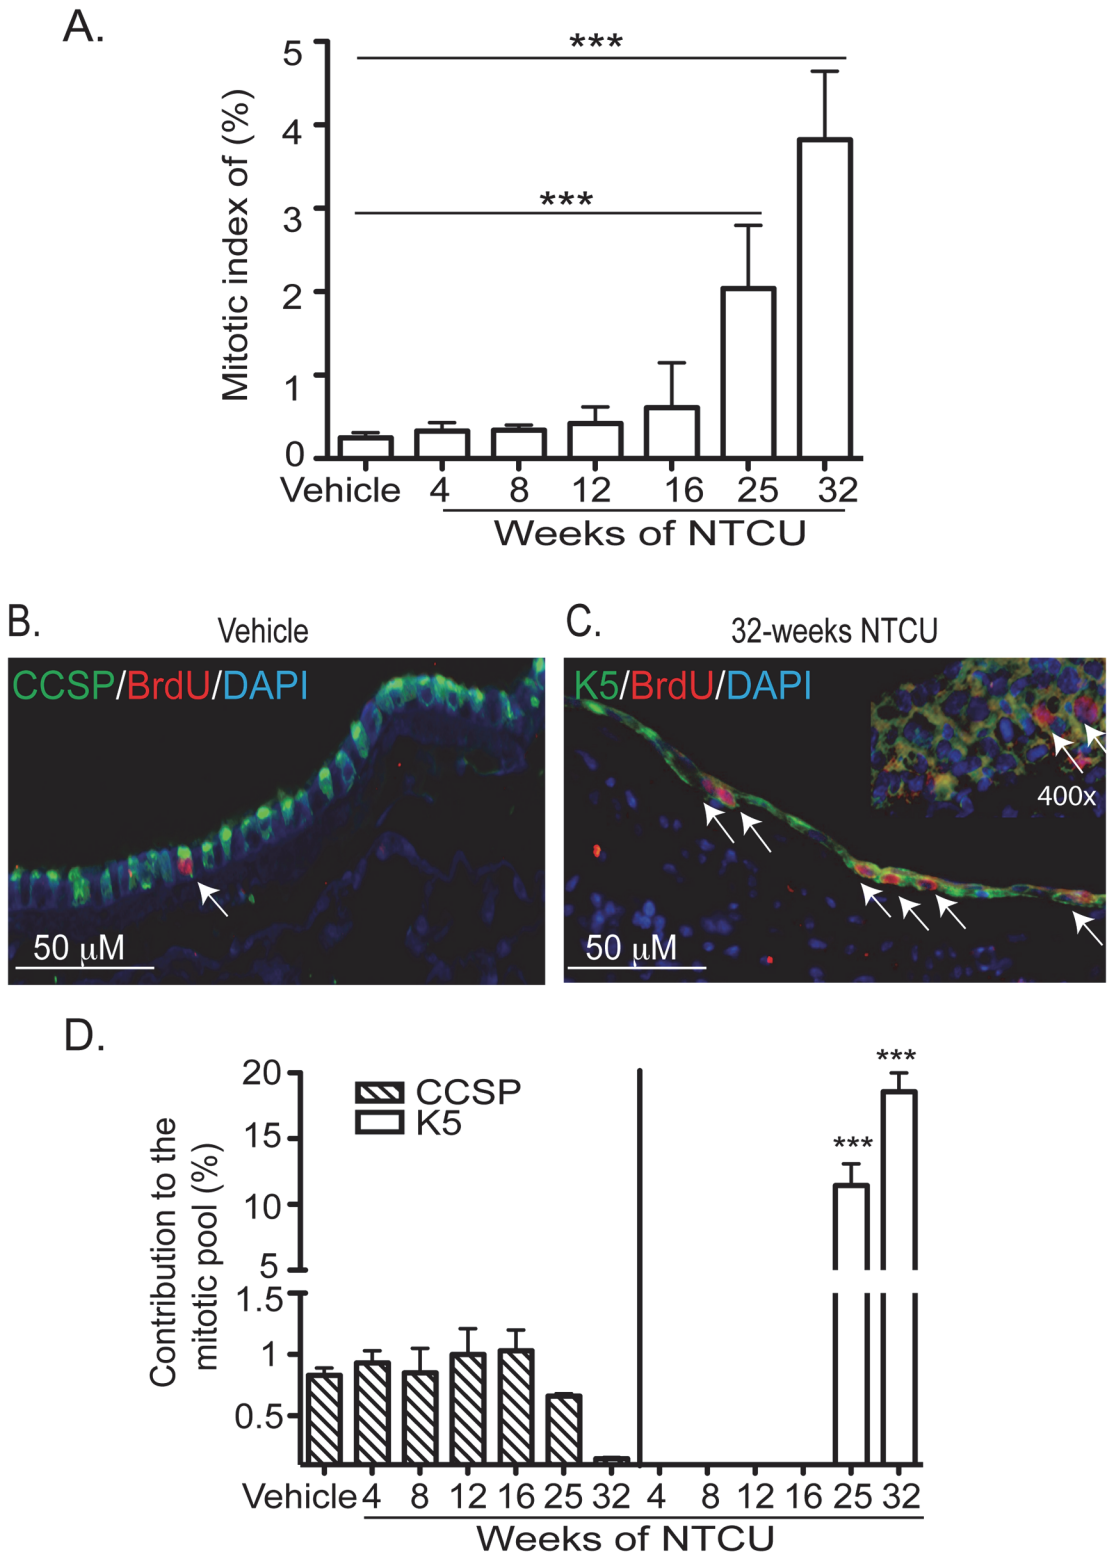 A.
***
***
Mitotic index of (%)
5
4
3
2
1
0
Vehicle 4 8 12 16 25 32
Weeks of NTCU
B.
Vehicle
CCSP/BrdU/DAPI
50 µM
C.
32-weeks NTCU
K5/BrdU/DAPI
400x
50 µM
D.
Contribution to the
mitotic pool (%)
20
15
10
5
1.5
1
0.5
CCSP
K5
***
***
Vehicle 4 8 12 16 25 32 4 8 12 16 25 32
Weeks of NTCU